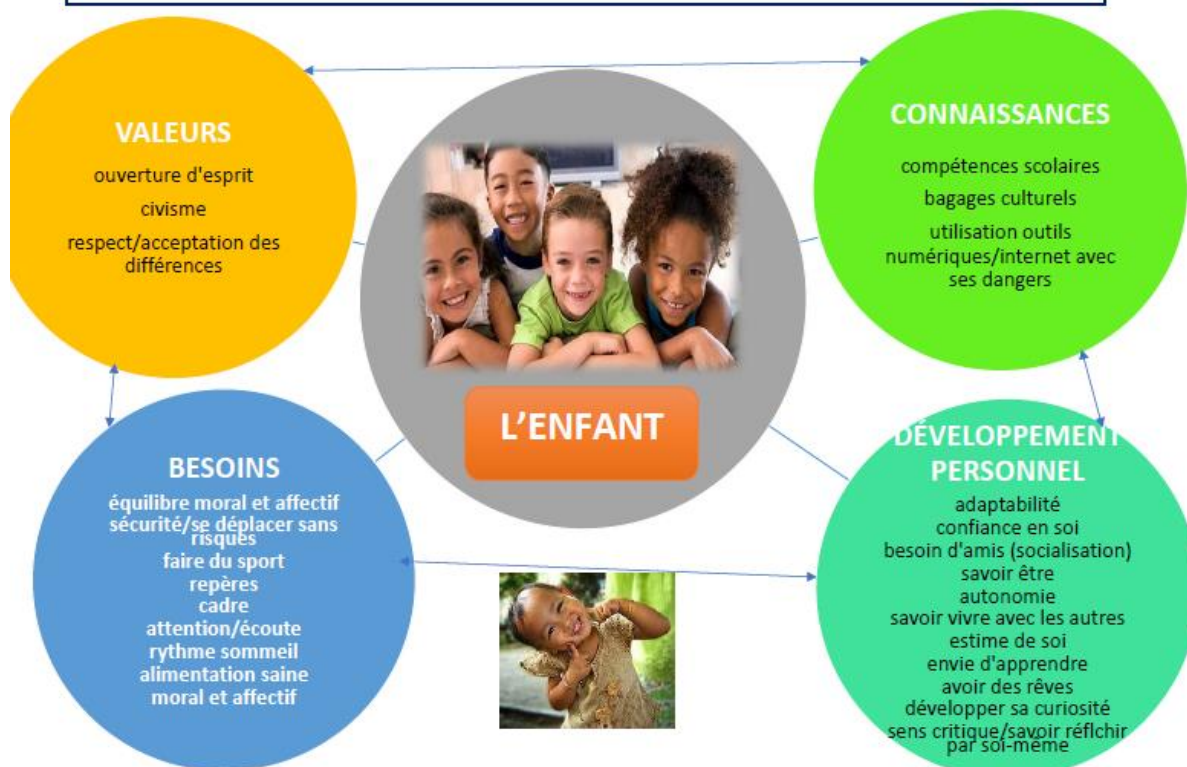 VALEURS
ouverture d'esprit
civisme
respect/acceptation des
différences
CONNAISSANCES
compétences scolaires
bagages culturels
utilisation outils
numériques/internet avec
ses dangers
L'ENFANT
BESOINS
équilibre moral et affectif
sécurité/se déplacer sans
risques
faire du sport
repères
cadre
attention/écoute
rythme sommeil
alimentation saine
moral et affectif
DÉVELOPPEMENT
PERSONNEL
adaptabilité
confiance en soi
besoin d'amis (socialisation)
savoir être
autonomie
savoir vivre avec les autres
estime de soi
envie d'apprendre
avoir des rêves
développer sa curiosité
sens critique/savoir réflchir
par soi-même